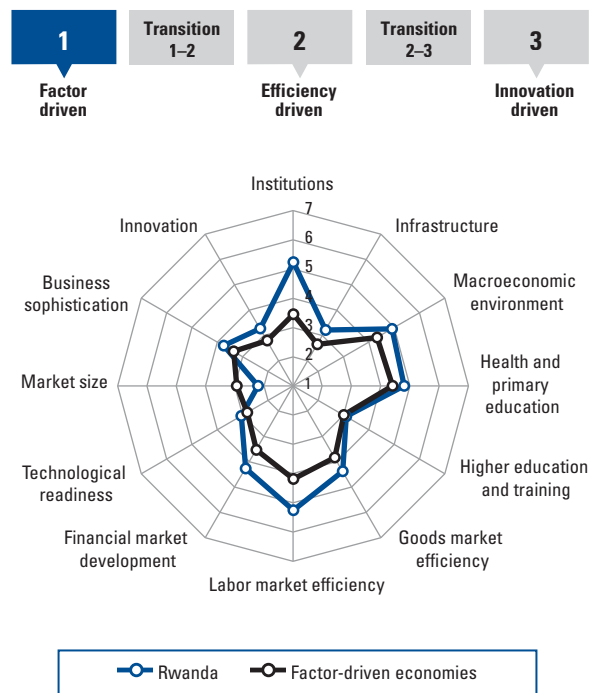 1
Transition
1–2
2
Transition
2–3
3
Factor
driven
Efficiency
driven
Innovation
driven
Institutions
7
Innovation
Infrastructure
6
5
Business
sophistication
Macroeconomic
environment
4
3
Health and
primary
education
2
Market size
1
Technological
readiness
Higher education
and training
Financial market
development
Goods market
efficiency
Labor market efficiency
Rwanda
Factor-driven economies